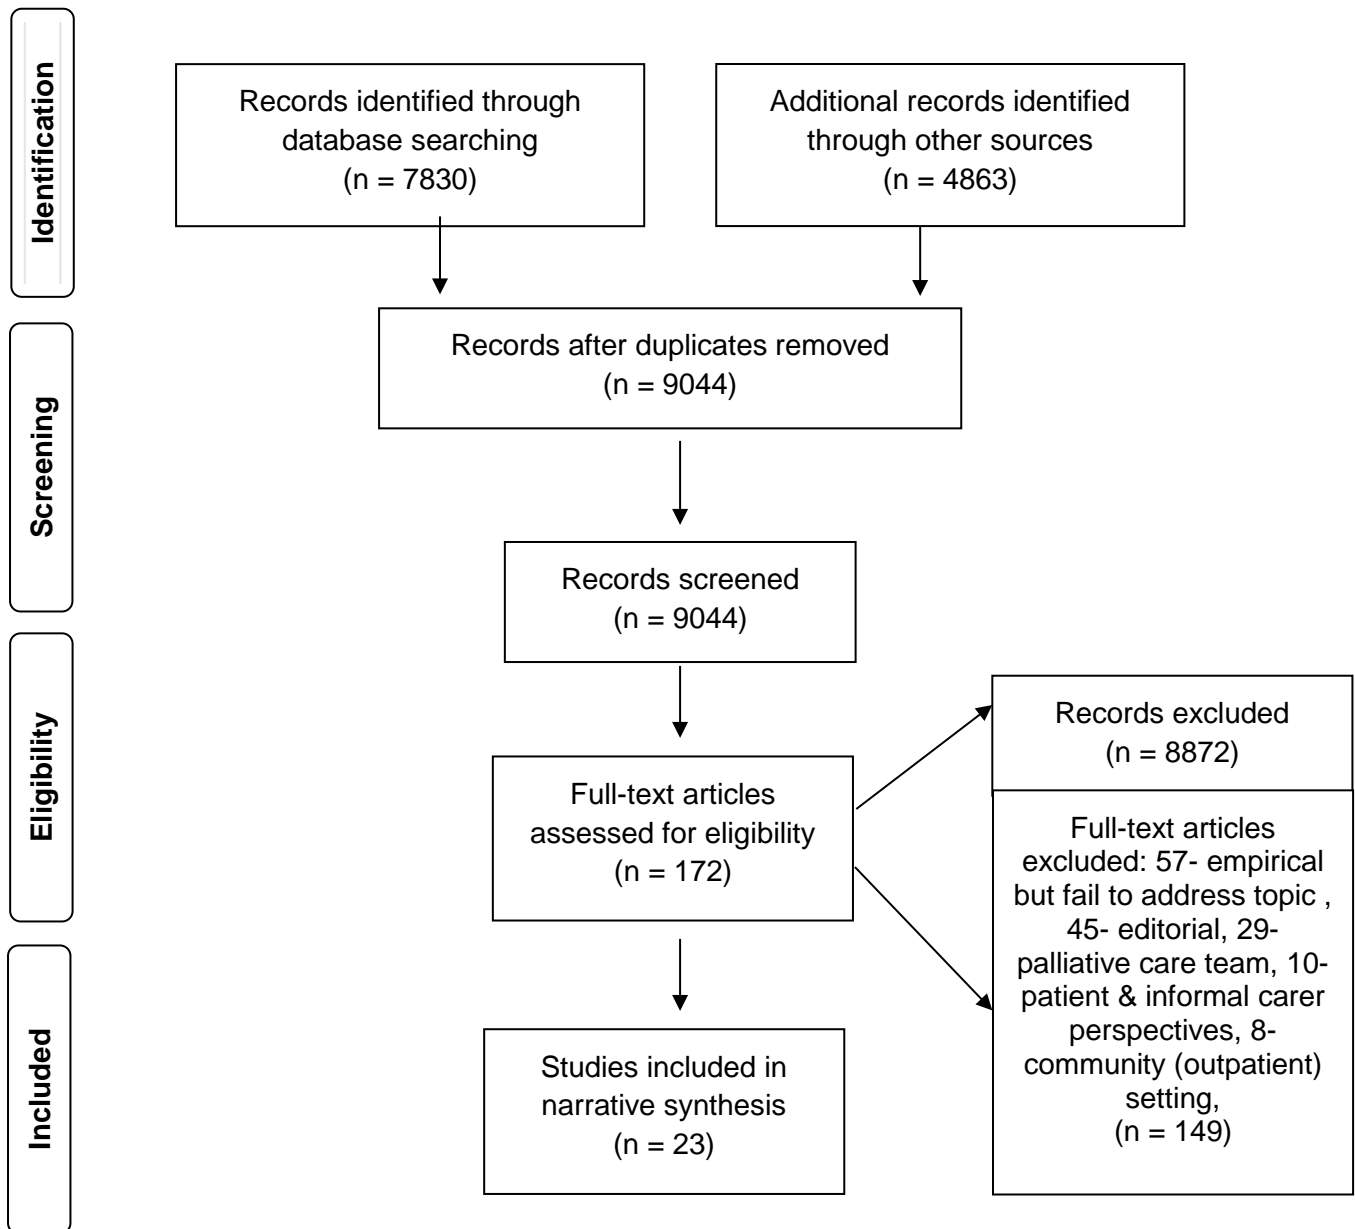 Identification
Records identified through
database searching
(n = 7830)
Additional records identified
through other sources
(n = 4863)
Screening
Records after duplicates removed
(n = 9044)
Records screened
(n = 9044)
Eligibility
Full-text articles
assessed for eligibility
(n = 172)
Records excluded
(n = 8872)
Full-text articles
excluded: 57- empirical
but fail to address topic ,
45- editorial, 29-
palliative care team, 10-
patient & informal carer
perspectives, 8-
community (outpatient)
setting,
(n = 149)
Included
Studies included in
narrative synthesis
(n = 23)